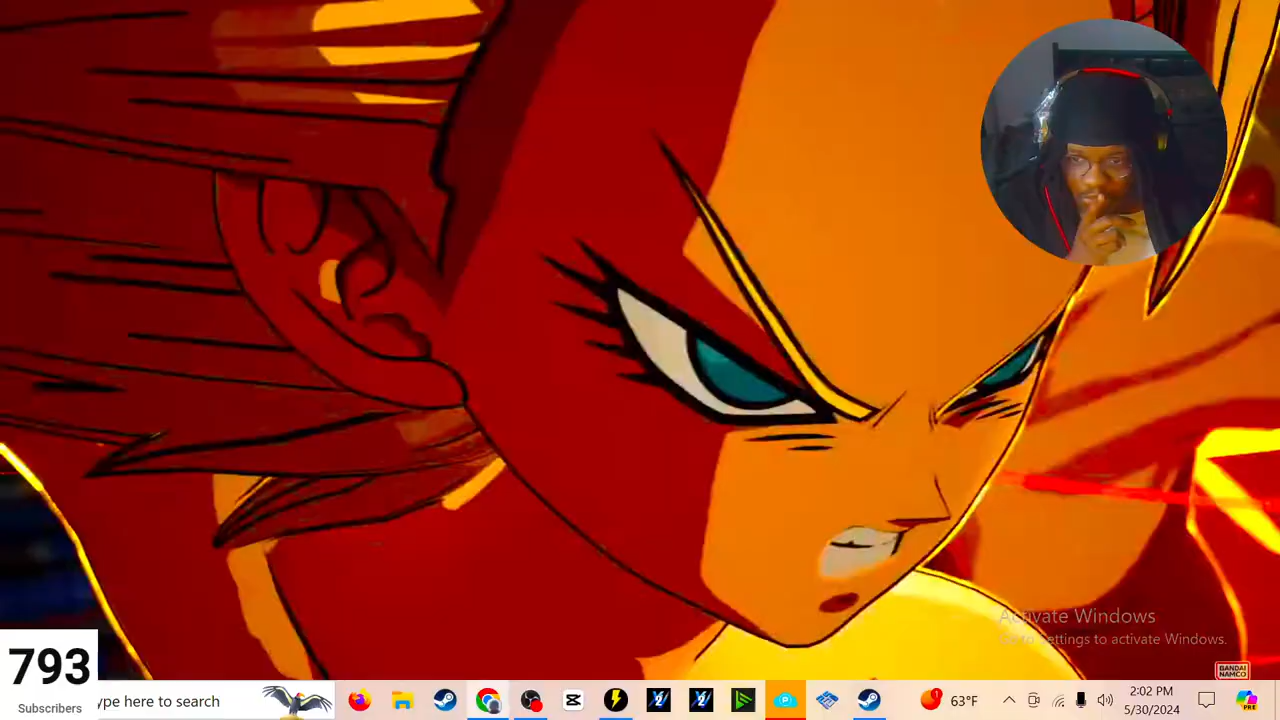 Activate Windows
Go to Settings to activate Windows.
BANDAI
NAMCO
793
Subscribers
ype here to search
63°F
2:02 PM
5/30/2024
PRE